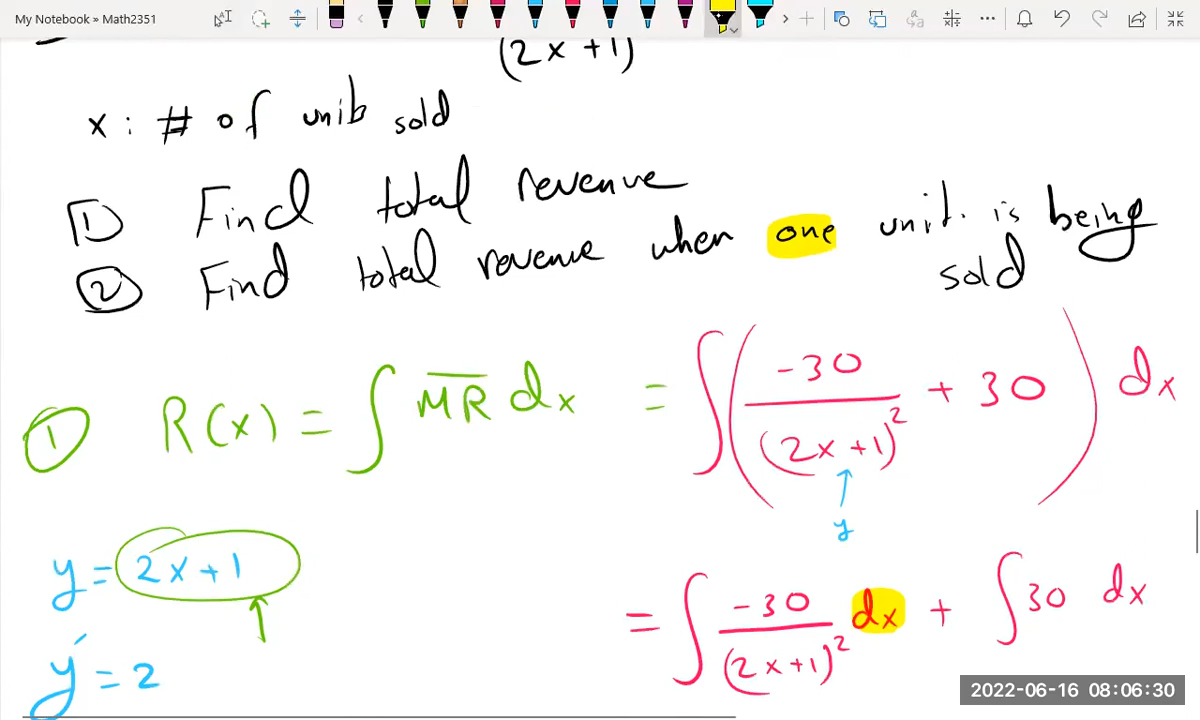 My Notebook » Math2351
(2x+1)
x : # of units sold
① Find total revenue
② Find total revenue when one unit. is being sold
① R(x) = ∫ M̅R̅ dx = ∫ ( -30 / (2x+1)² + 30 ) dx
↑
y
y = 2x+1
↑
= ∫ -30 / (2x+1)² dx + ∫ 30 dx
y' = 2
2022-06-16 08:06:30